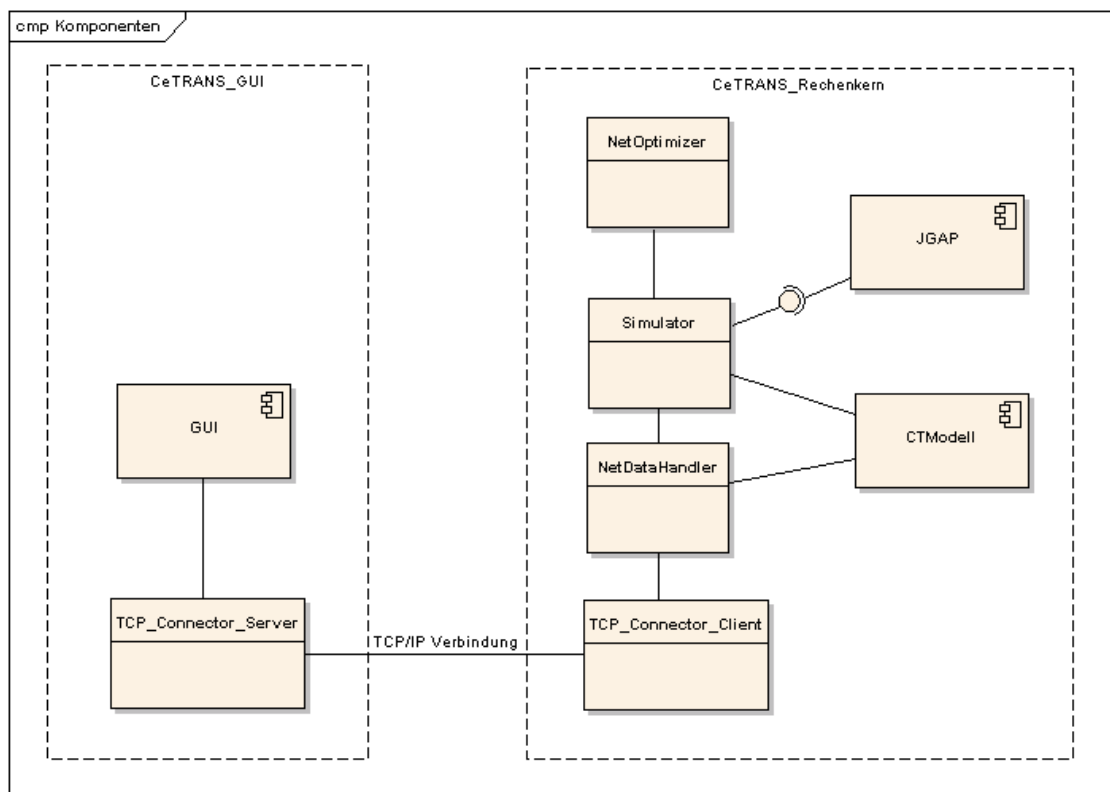 cmp Komponenten
CeTRANS_GUI
GUI
TCP_Connector_Server
TCP/IP Verbindung
CeTRANS_Rechenkern
NetOptimizer
JGAP
Simulator
CTModell
NetDataHandler
TCP_Connector_Client